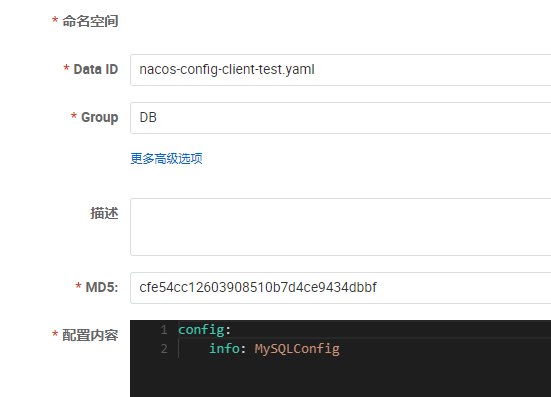 * 命名空间
* Data ID nacos-config-client-test.yaml
* Group DB
更多高级选项
描述
* MD5: cfe54cc12603908510b7d4ce9434dbbf
* 配置内容
1 config:
2 info: MySQLConfig